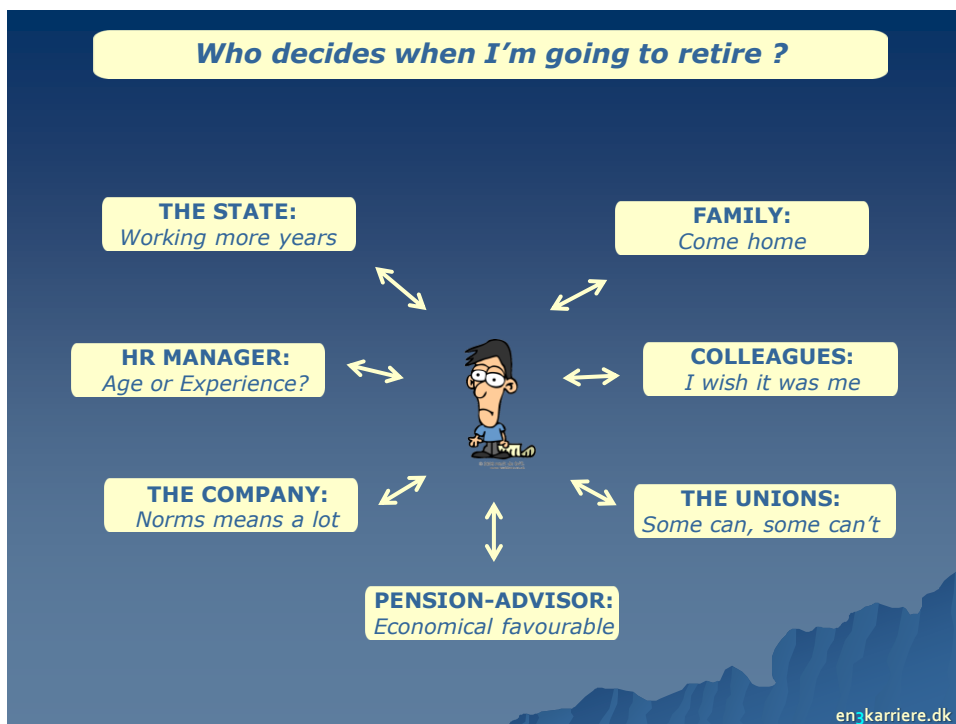 Who decides when I'm going to retire ?
THE STATE:
Working more years
FAMILY:
Come home
HR MANAGER:
Age or Experience?
COLLEAGUES:
I wish it was me
THE COMPANY:
Norms means a lot
THE UNIONS:
Some can, some can't
PENSION-ADVISOR:
Economical favourable
en3karriere.dk